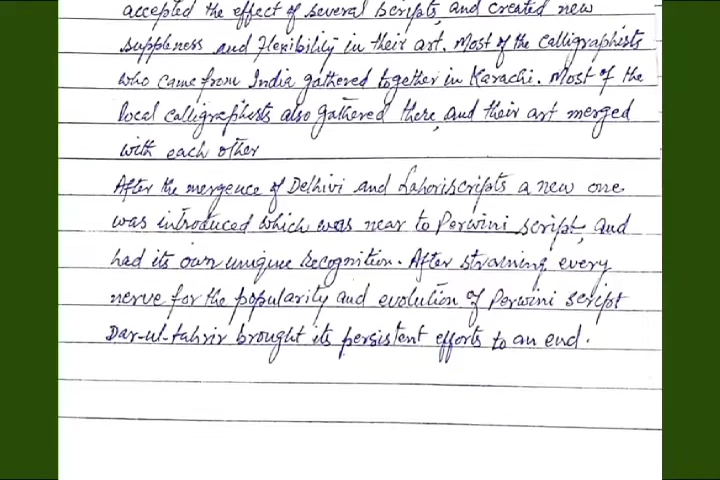 accepted the effect of several scripts, and created new
suppleness and flexibility in their art. Most of the calligraphists
who came from India gathered together in Karachi. Most of the
local calligraphists also gathered there, and their art merged
with each other
After the mergence of Delhivi and Lahori scripts a new one
was introduced which was near to Perwini script, and
had its own unique recognition. After straining every
nerve for the popularity and evolution of Perwini script
Dar-ul-tahrir brought its persistent efforts to an end.